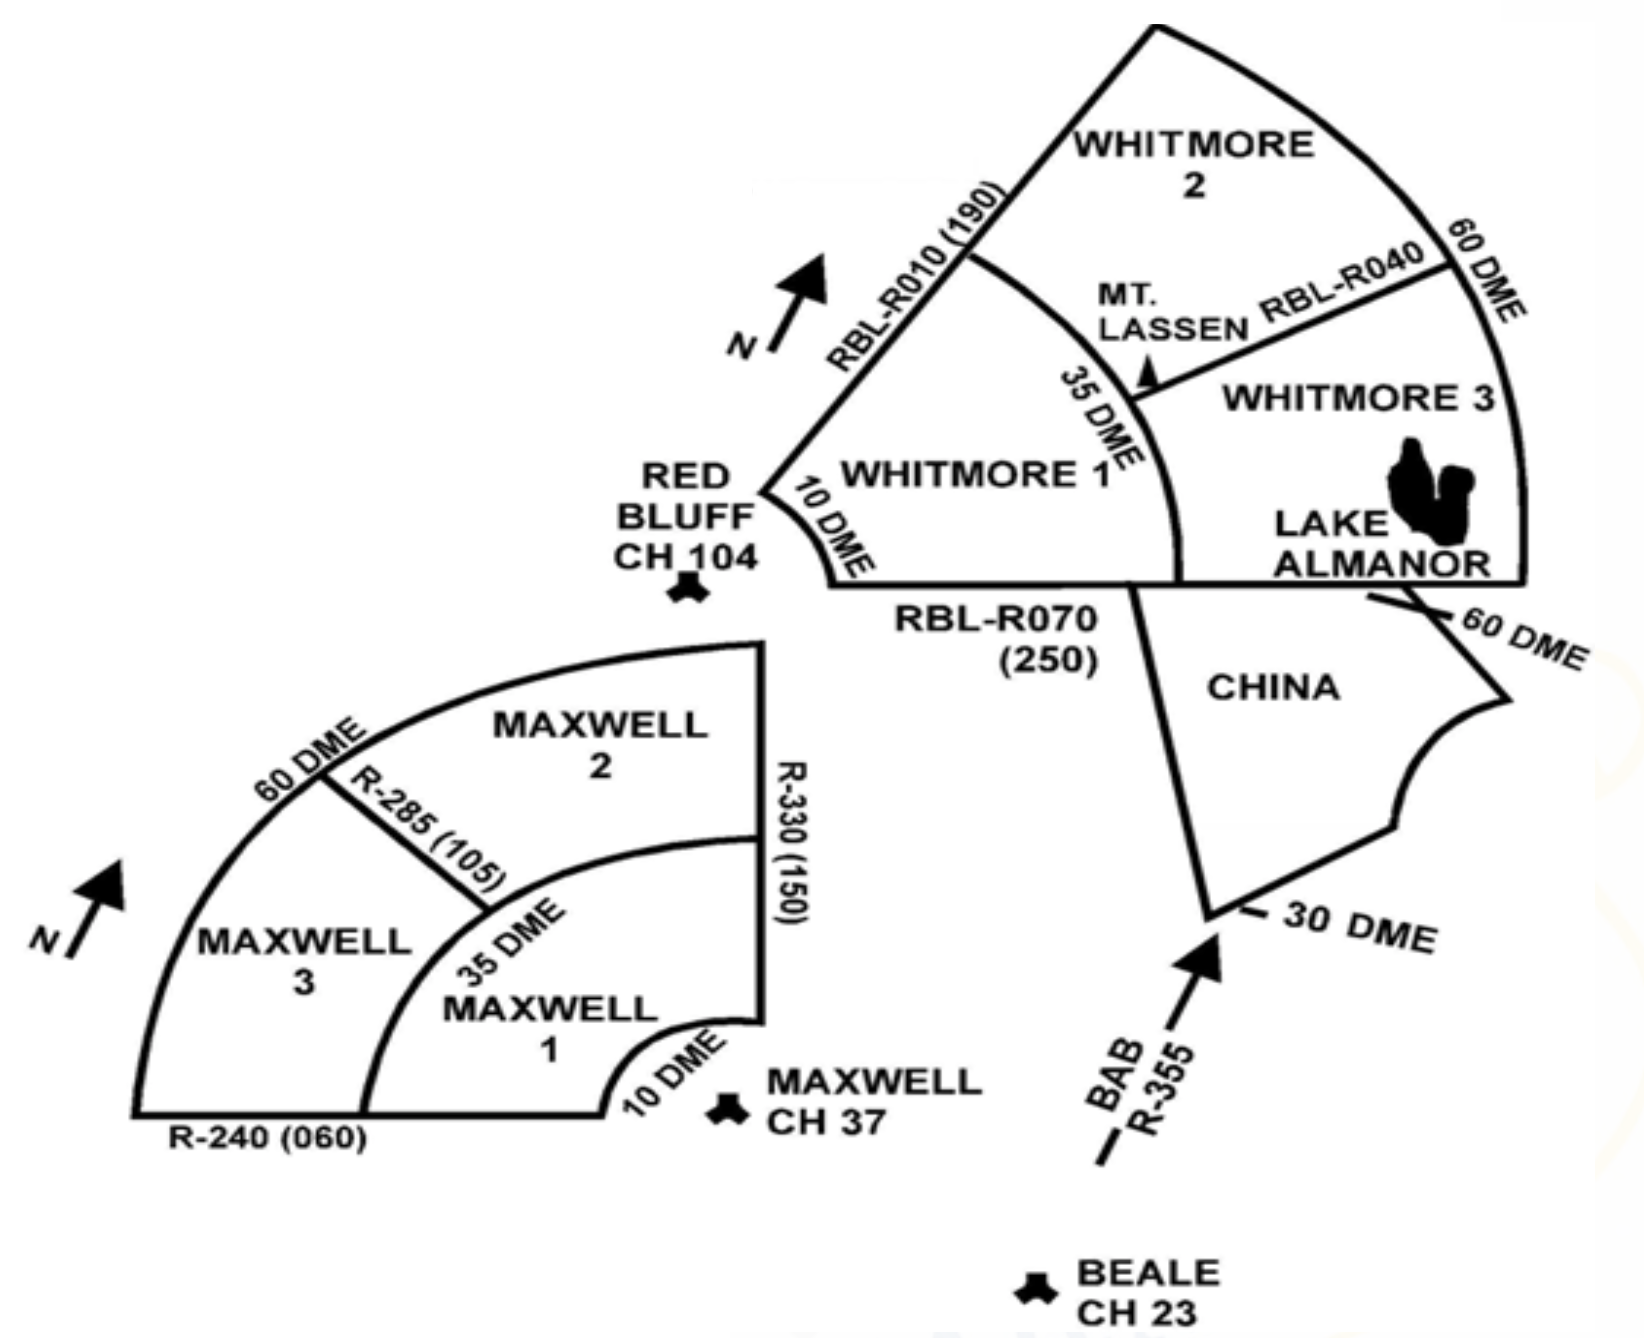 WHITMORE
2
RBL-R010 (190)
60 DME
N
MT.
LASSEN
RBL-R040
35 DME
WHITMORE 3
WHITMORE 1
10 DME
RED
BLUFF
CH 104
LAKE
ALMANOR
RBL-R070
(250)
60 DME
CHINA
MAXWELL
2
60 DME
R-285 (105)
R-330 (150)
N
MAXWELL
3
35 DME
MAXWELL
1
10 DME
30 DME
MAXWELL
CH 37
R-240 (060)
BAB
R-355
BEALE
CH 23